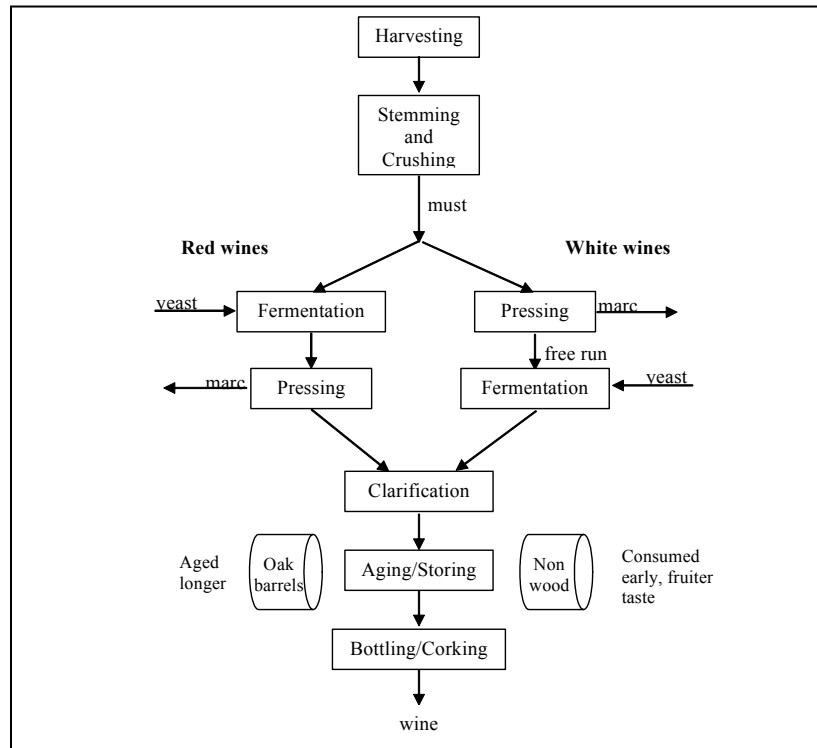 Harvesting
Stemming
and
Crushing
must
Red wines
White wines
yeast
Fermentation
Pressing
marc
free run
marc
Pressing
Fermentation
yeast
Clarification
Aged
longer
Oak
barrels
Aging/Storing
Non
wood
Consumed
early, fruiter
taste
Bottling/Corking
wine